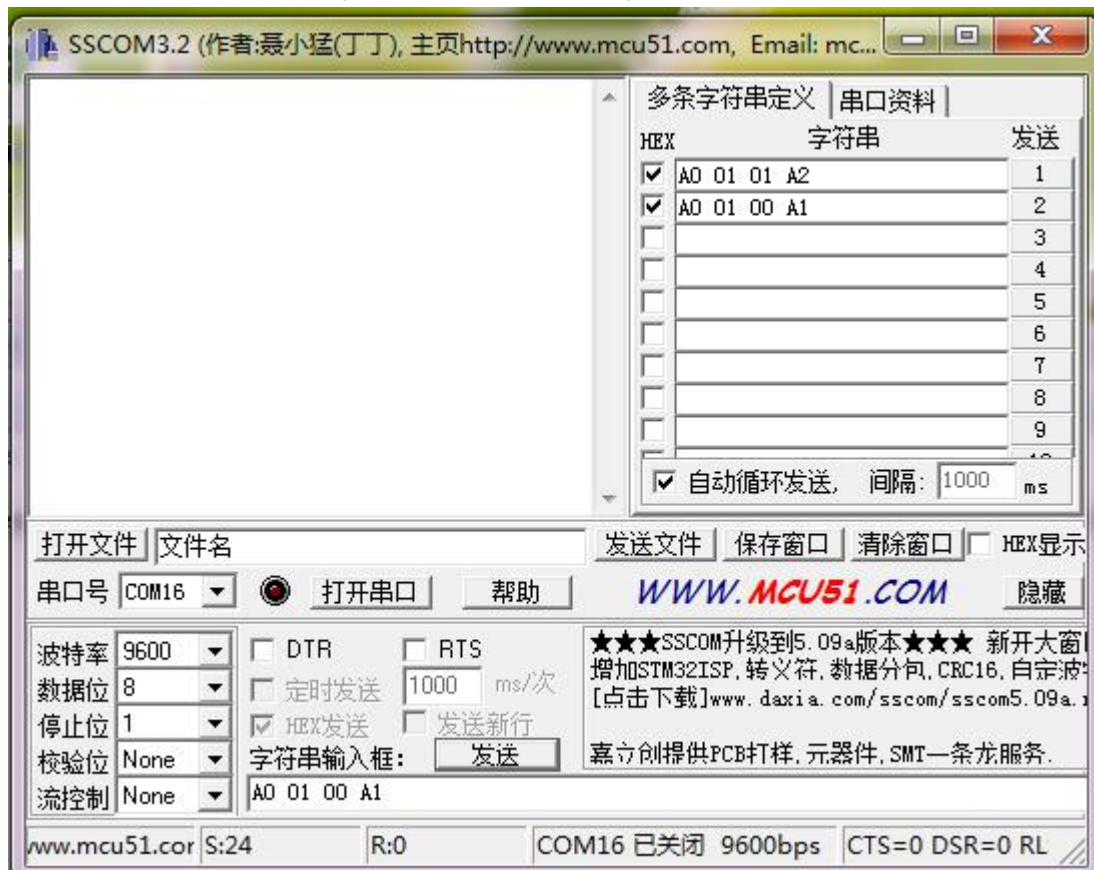 SSCOM3.2 (作者:聂小猛(丁丁), 主页http://www.mcu51.com, Email: mc...
多条字符串定义 串口资料
HEX 字符串 发送
A0 01 01 A2 1
A0 01 00 A1 2
3
4
5
6
7
8
9
自动循环发送, 间隔: 1000 ms
打开文件 文件名 发送文件 保存窗口 清除窗口 HEX显示
串口号 COM16 打开串口 帮助 WWW.MCU51.COM 隐藏
波特率 9600 DTR RTS
数据位 8 定时发送 1000 ms/次
停止位 1 HEX发送 发送新行
校验位 None 字符串输入框: 发送
流控制 None A0 01 00 A1
★★★SSCOM升级到5.09a版本★★★ 新开大窗
增加STM32ISP,转义符,数据分包,CRC16,自定波
[点击下载]www.daxia.com/sscom/sscom5.09a.
嘉立创提供PCB打样,元器件,SMT一条龙服务.
www.mcu51.cor S:24 R:0 COM16 已关闭 9600bps CTS=0 DSR=0 RL